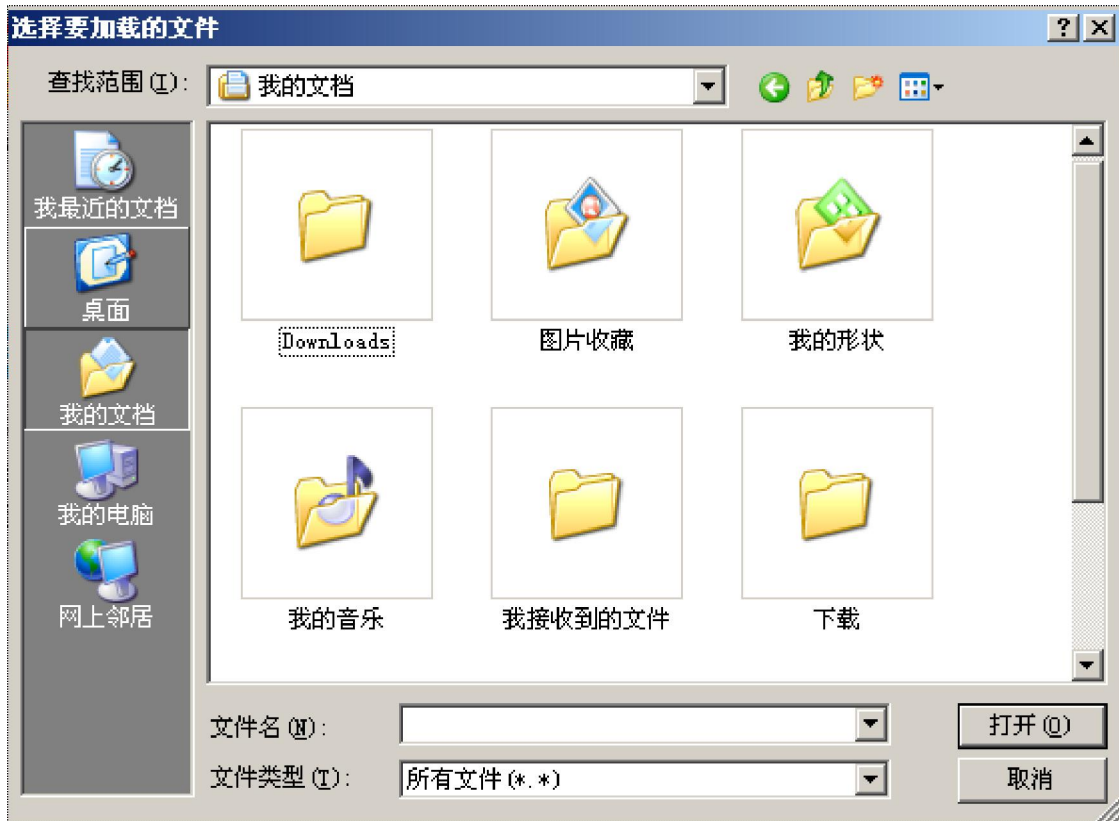 选择要加载的文件
查找范围(I):
我的文档
我最近的文档
桌面
我的文档
我的电脑
网上邻居
Downloads
图片收藏
我的形状
我的音乐
我接收到的文件
下载
文件名(N):
打开(O)
文件类型(T):
所有文件(*.*)
取消